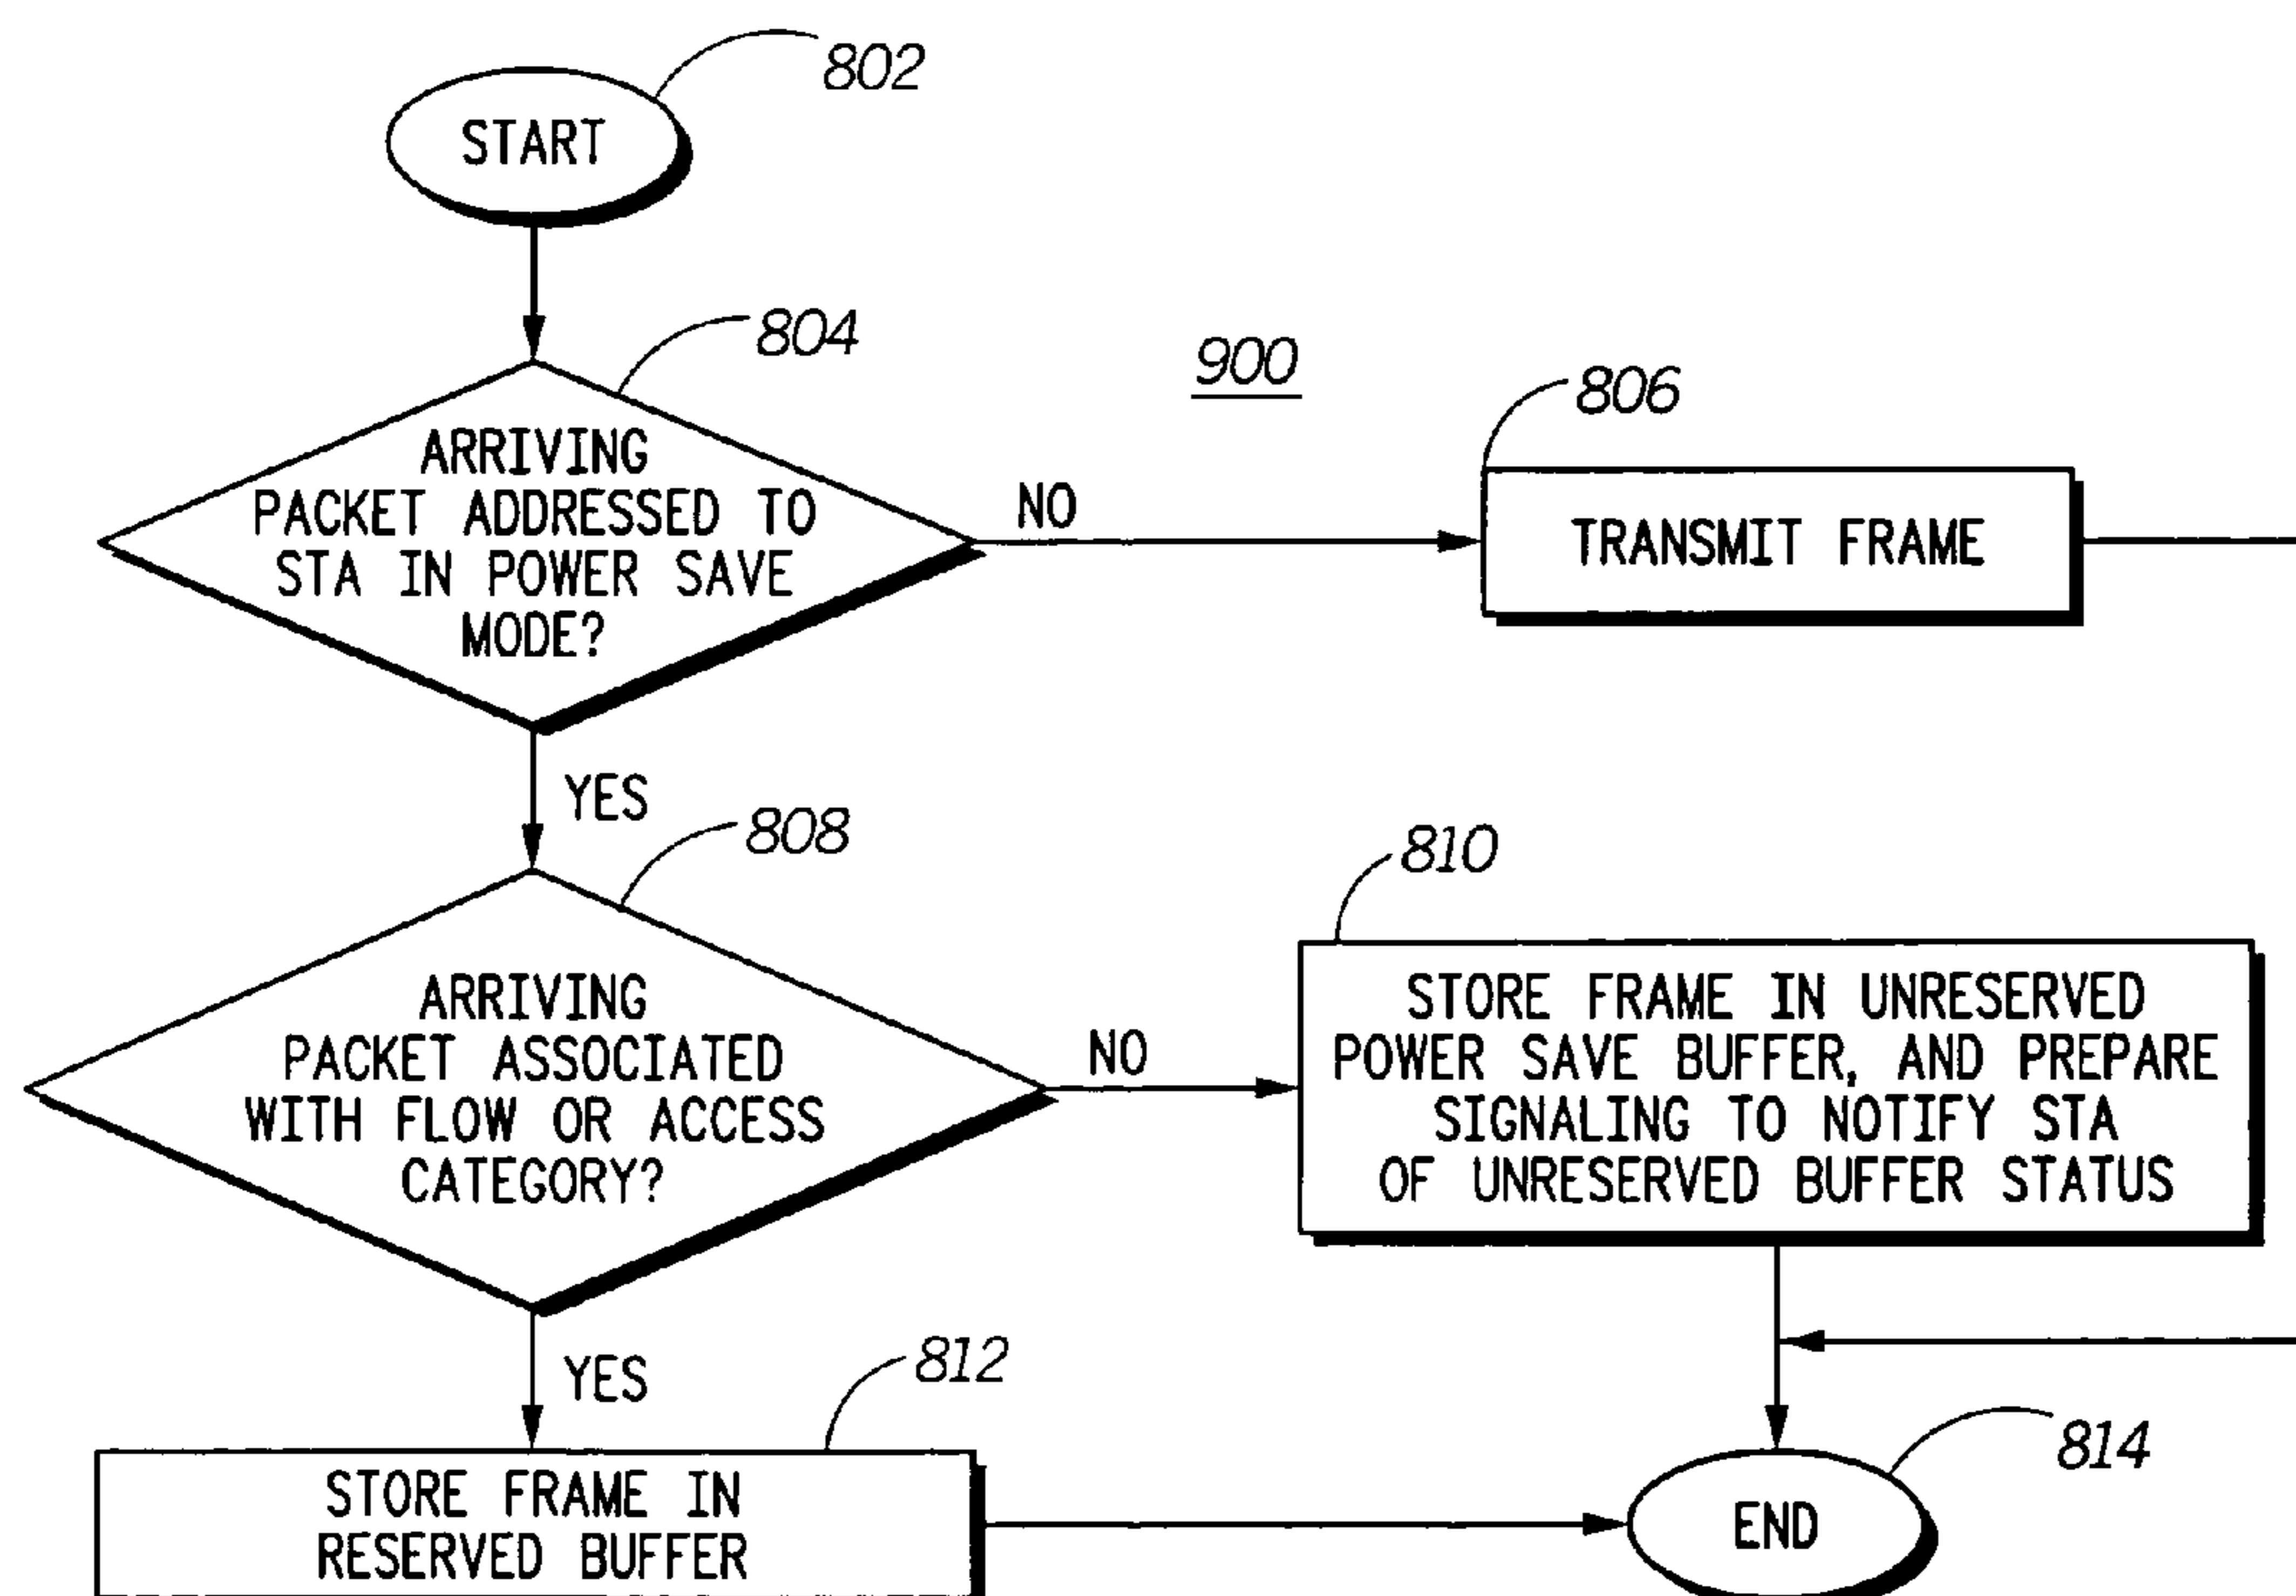 802
START
804
900
806
ARRIVING
PACKET ADDRESSED TO
STA IN POWER SAVE
MODE?
NO
TRANSMIT FRAME
YES
808
810
ARRIVING
PACKET ASSOCIATED
WITH FLOW OR ACCESS
CATEGORY?
NO
STORE FRAME IN UNRESERVED
POWER SAVE BUFFER, AND PREPARE
SIGNALING TO NOTIFY STA
OF UNRESERVED BUFFER STATUS
YES
812
814
STORE FRAME IN
RESERVED BUFFER
END